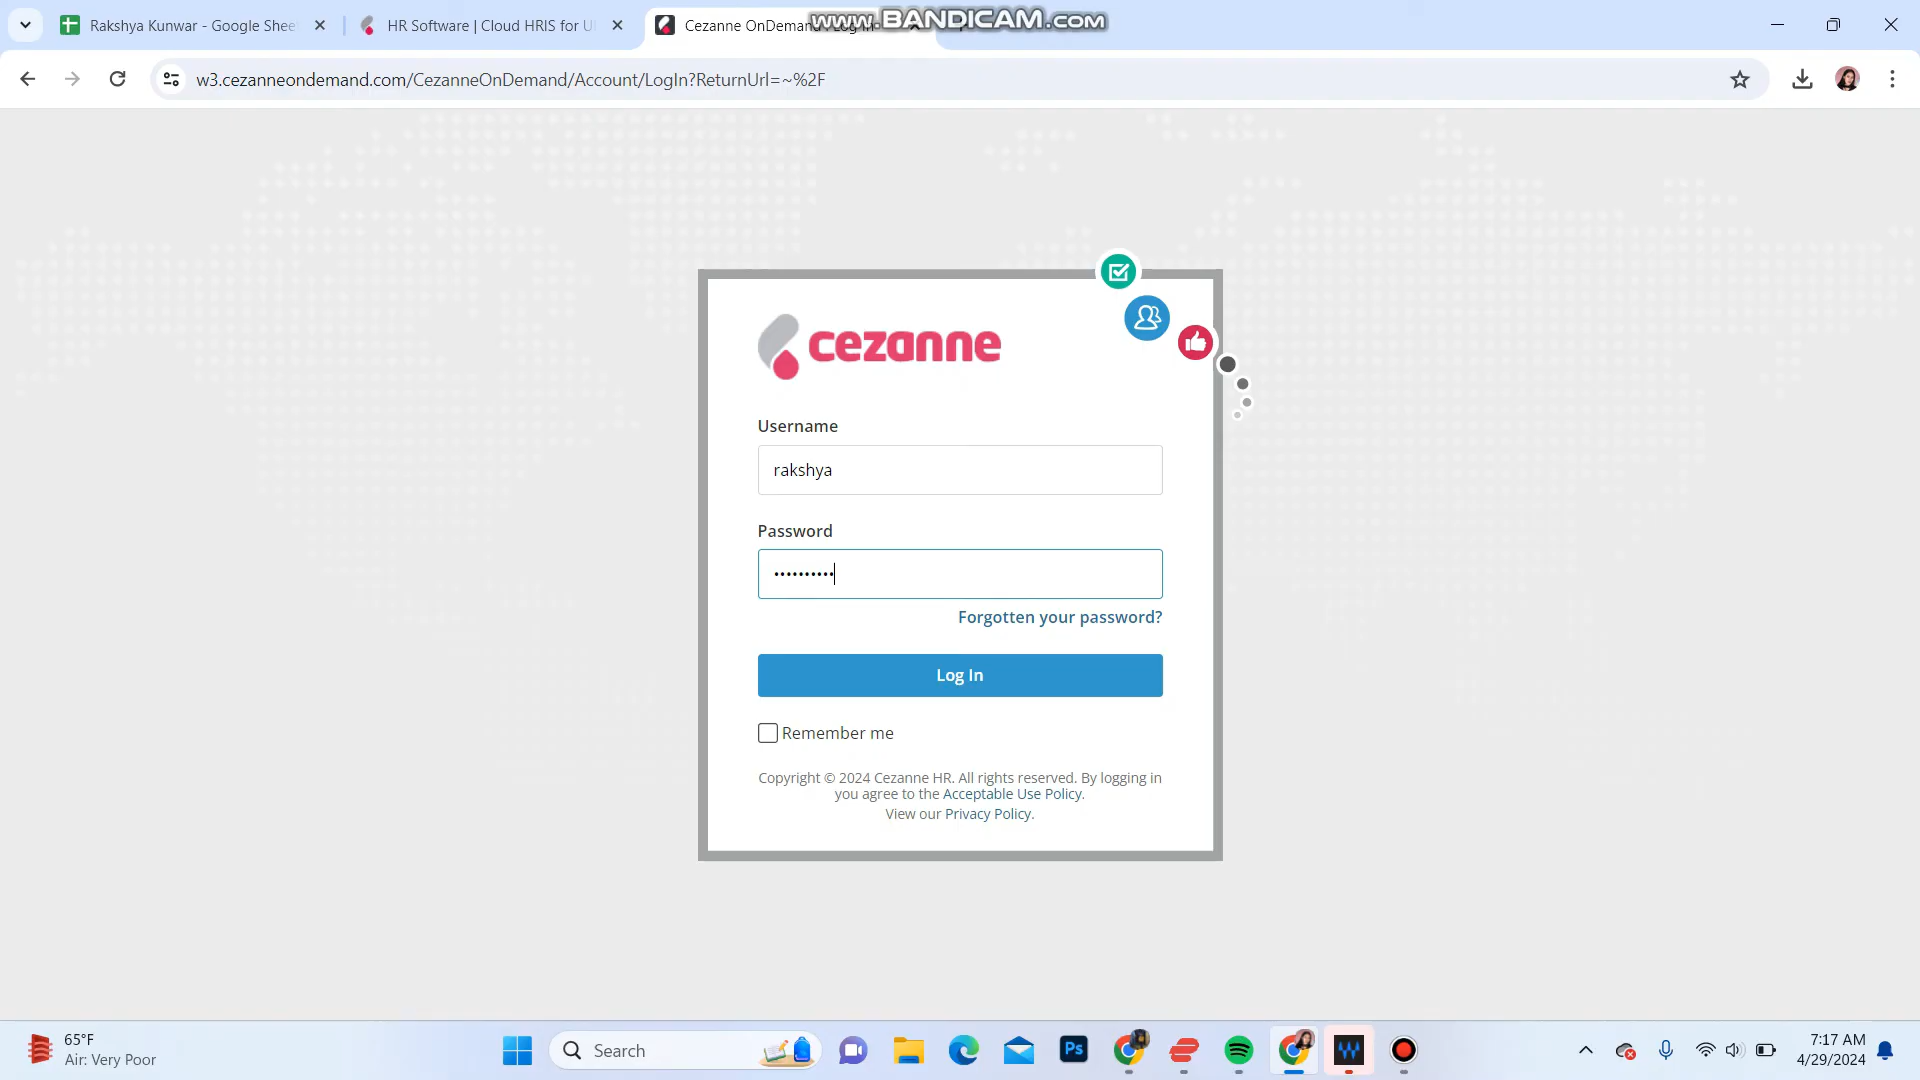 Rakshya Kunwar - Google Shee
HR Software | Cloud HRIS for U
Cezanne OnDemand : Log In
www.BANDICAM.com
w3.cezanneondemand.com/CezanneOnDemand/Account/LogIn?ReturnUrl=~%2F
cezanne
Username
rakshya
Password
••••••••••
Forgotten your password?
Log In
Remember me
Copyright © 2024 Cezanne HR. All rights reserved. By logging in
you agree to the Acceptable Use Policy.
View our Privacy Policy.
65°F
Air: Very Poor
Search
Ps
7:17 AM
4/29/2024